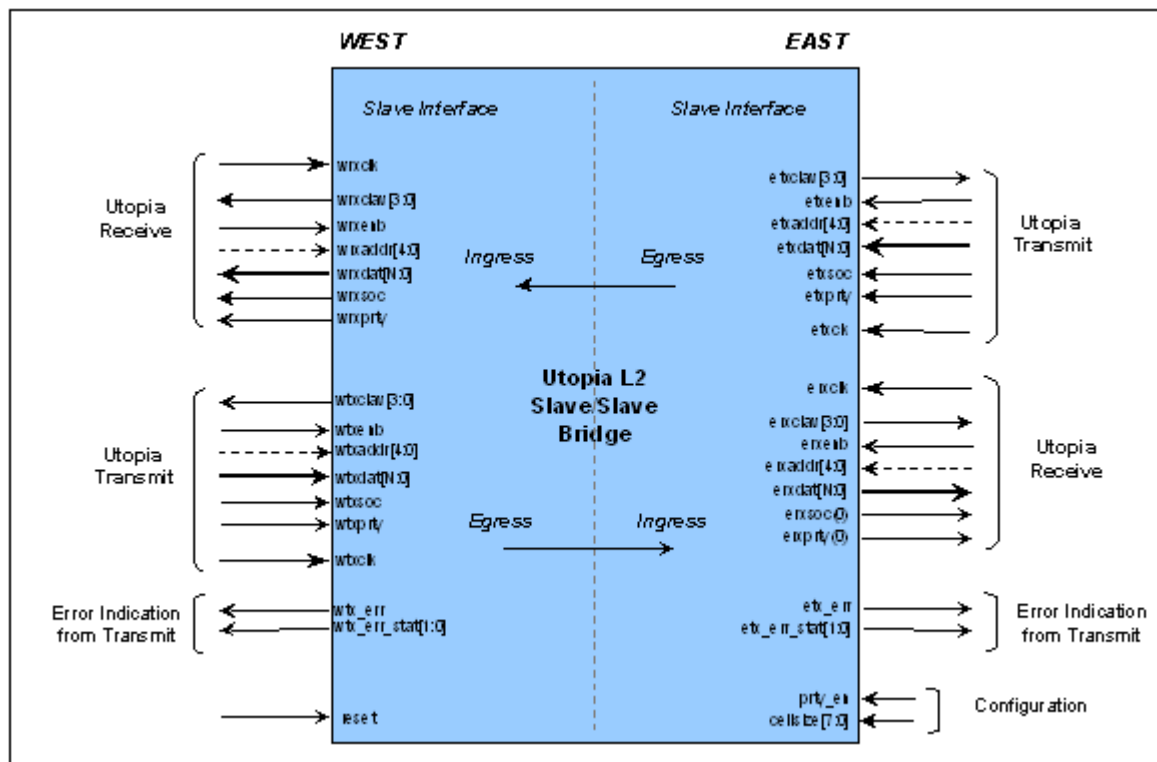 WEST
EAST
Slave Interface
Slave Interface
Utopia
Receive
wrxclk
wrxclav[3:0]
wrxenb
wrxaddr[4:0]
wrxdat[N:0]
wrxsoc
wrxprty
etxclav[3:0]
etxenb
etxaddr[4:0]
etxdat[N:0]
etxsoc
etxprty
etxclk
Utopia
Transmit
Ingress
Egress
Utopia L2
Slave/Slave
Bridge
Utopia
Transmit
wtxclav[3:0]
wtxenb
wtxaddr[4:0]
wtxdat[N:0]
wtxsoc
wtxprty
wtxclk
erxclk
erxclav[3:0]
erxenb
erxaddr[4:0]
erxdat[N:0]
erxsoc(0)
erxprty(0)
Utopia
Receive
Egress
Ingress
Error Indication
from Transmit
wtx_err
wtx_err_stat[1:0]
etx_err
etx_err_stat[1:0]
Error Indication
from Transmit
reset
prty_en
cellsize[7:0]
Configuration